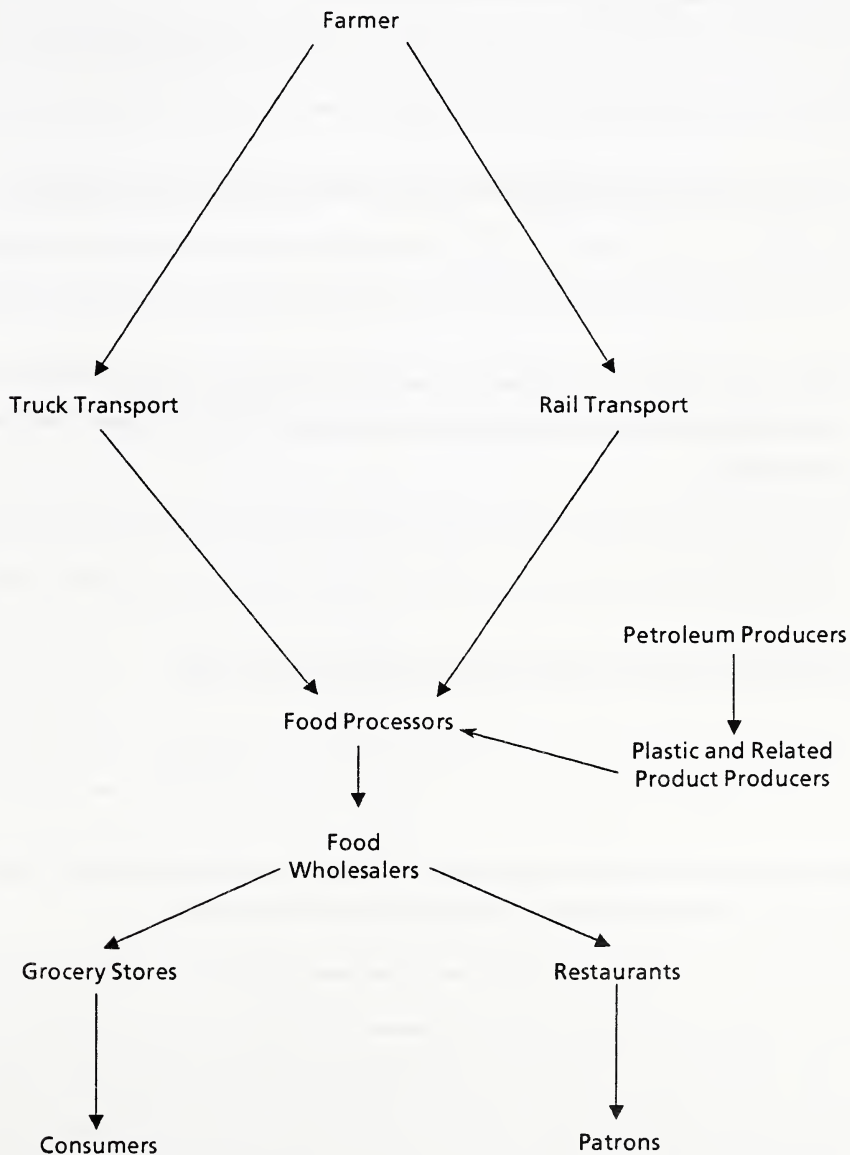 Farmer
Truck Transport
Rail Transport
Petroleum Producers
Food Processors
Plastic and Related
Product Producers
Food
Wholesalers
Grocery Stores
Restaurants
Consumers
Patrons